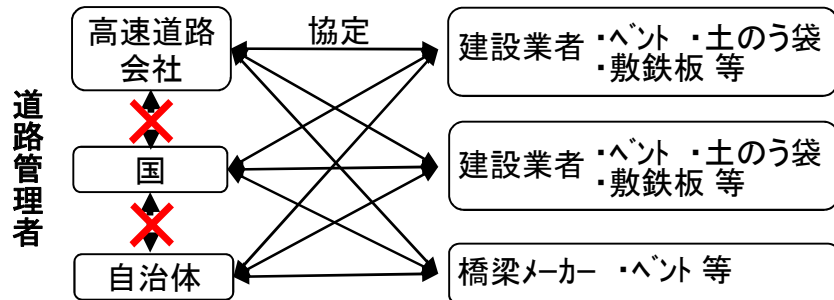 道路管理者
高速道路
会社
国
自治体
協定
建設業者 ・ベント ・土のう袋
・敷鉄板 等
建設業者 ・ベント ・土のう袋
・敷鉄板 等
橋梁メーカー ・ベント 等